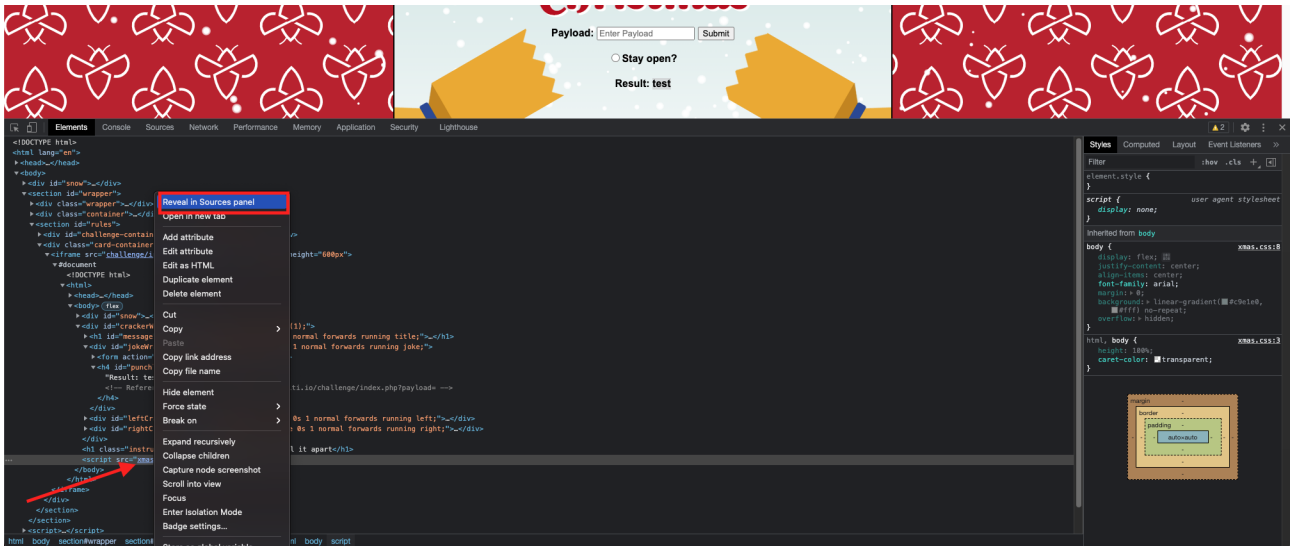 Christmas
Payload: Enter Payload Submit
Stay open?
Result: test
Elements Console Sources Network Performance Memory Application Security Lighthouse 2
<!DOCTYPE html>
<html lang="en">
▸<head>…</head>
▾<body>
▸<div id="snow">…</div>
▾<section id="wrapper">
▸<div class="wrapper">…</div>
▸<div class="container">…</di
▾<section id="rules">
▸<div id="challenge-contain
▾<div class="card-container
▾<iframe src="challenge/i eight="600px">
▾#document
<!DOCTYPE html>
▾<html>
▸<head>…</head>
▾<body> flex
▸<div id="snow">…
▾<div id="crackerW (1);">
▸<h1 id="message normal forwards running title;">…</h1>
▾<div id="jokeWr 1 normal forwards running joke;">
▸<form action="
▾<h4 id="punch
"Result: tes
<!-- Refere ti.io/challenge/index.php?payload= -->
</h4>
</div>
▸<div id="leftCr 0s 1 normal forwards running left;">…</div>
▸<div id="rightC e 0s 1 normal forwards running right;">…</div>
</div>
<h1 class="instru l it apart</h1>
… <script src="xmas
</body>
</html>
</iframe>
</div>
</section>
</section>
▸<script>…</script>
html body section#wrapper section# ml body script
Reveal in Sources panel
Open in new tab
Add attribute
Edit attribute
Edit as HTML
Duplicate element
Delete element
Cut
Copy
Paste
Copy link address
Copy file name
Hide element
Force state
Break on
Expand recursively
Collapse children
Capture node screenshot
Scroll into view
Focus
Enter Isolation Mode
Badge settings...
Store as global variable
Styles Computed Layout Event Listeners »
Filter :hov .cls +
element.style {
}
script { user agent stylesheet
display: none;
}
Inherited from body
body { xmas.css:8
display: flex;
justify-content: center;
align-items: center;
font-family: arial;
margin:▸ 0;
background:▸ linear-gradient(#c9e1e0,
#fff) no-repeat;
overflow:▸ hidden;
}
html, body { xmas.css:3
height: 100%;
caret-color: transparent;
}
margin -
border -
padding -
- - - auto×auto - - -
-
-
-